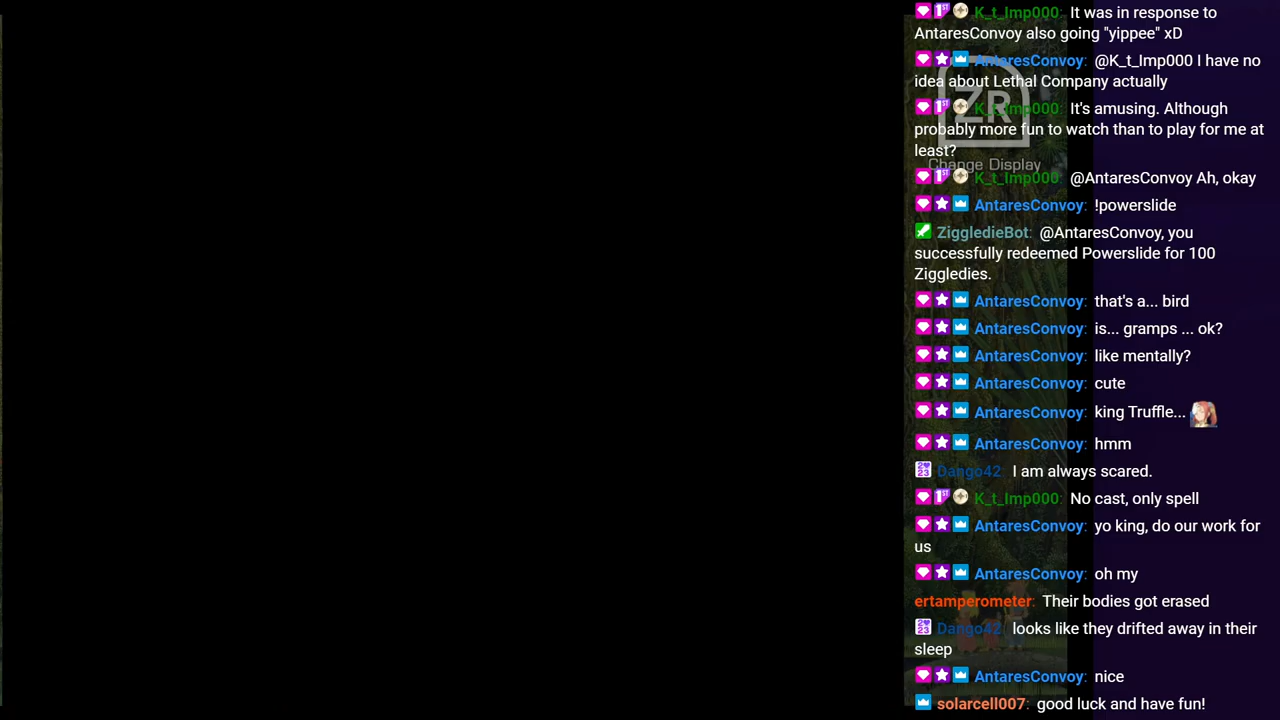 K_t_Imp000: It was in response to
AntaresConvoy also going "yippee" xD
AntaresConvoy: @K_t_Imp000 I have no
idea about Lethal Company actually
K_t_Imp000: It's amusing. Although
probably more fun to watch than to play for me at
least?
ZR
Change Display
K_t_Imp000: @AntaresConvoy Ah, okay
AntaresConvoy: !powerslide
ZiggledieBot: @AntaresConvoy, you
successfully redeemed Powerslide for 100
Ziggledies.
AntaresConvoy: that's a... bird
AntaresConvoy: is... gramps ... ok?
AntaresConvoy: like mentally?
AntaresConvoy: cute
AntaresConvoy: king Truffle...
AntaresConvoy: hmm
Dango42: I am always scared.
K_t_Imp000: No cast, only spell
AntaresConvoy: yo king, do our work for
us
AntaresConvoy: oh my
ertamperometer: Their bodies got erased
Dango42: looks like they drifted away in their
sleep
AntaresConvoy: nice
solarcell007: good luck and have fun!